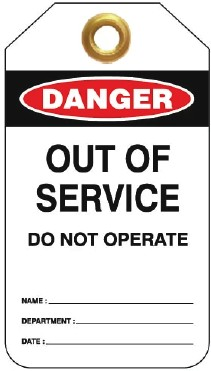 DANGER
OUT OF
SERVICE
DO NOT OPERATE
NAME :
DEPARTMENT :
DATE :